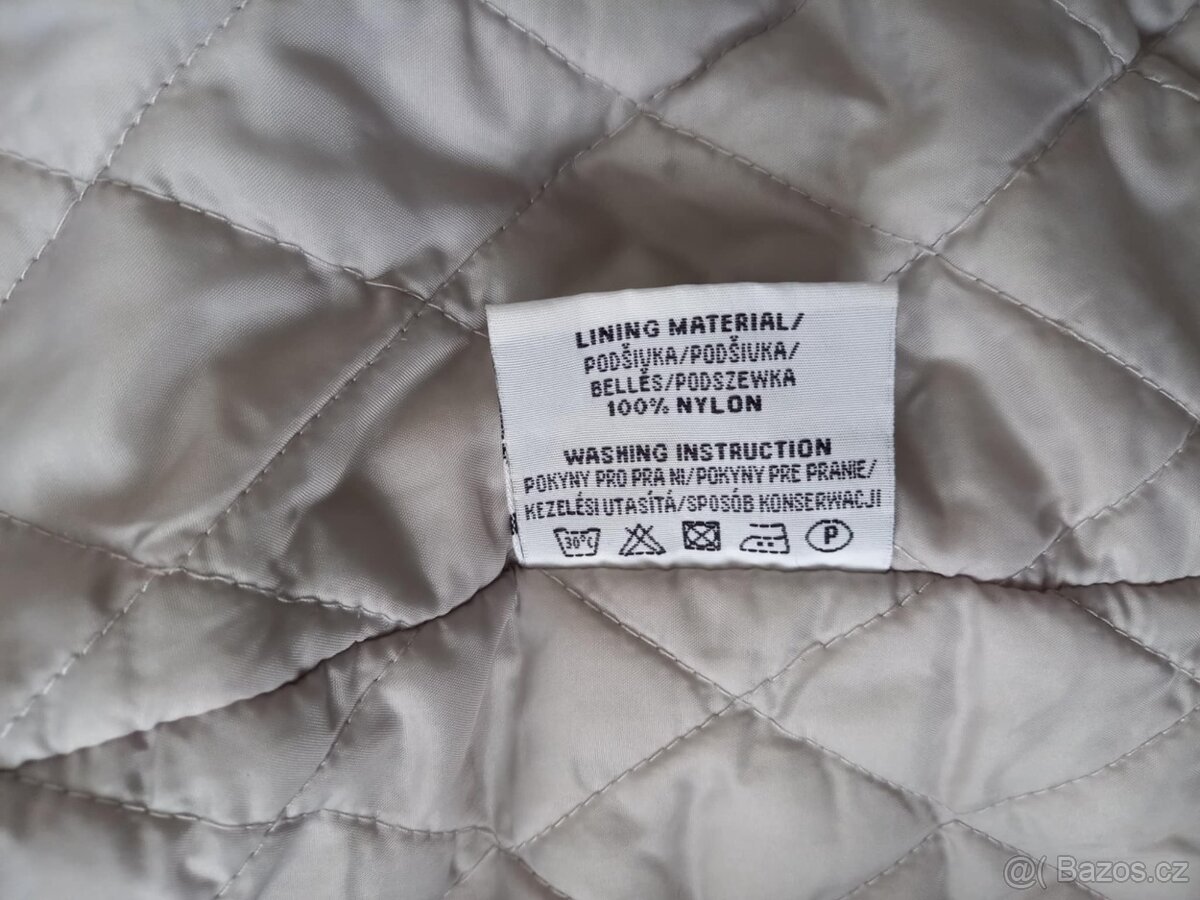 LINING MATERIAL/
PODŠIVKA/PODŠIVKA/
BELLÉS/PODSZEWKA
100% NYLON
WASHING INSTRUCTION
POKYNY PRO PRA NI/POKYNY PRE PRANIE/
KEZELÉSI UTASÍTÁ/SPOSÓB KONSERWACJI
30°C
P
@( Bazos.cz